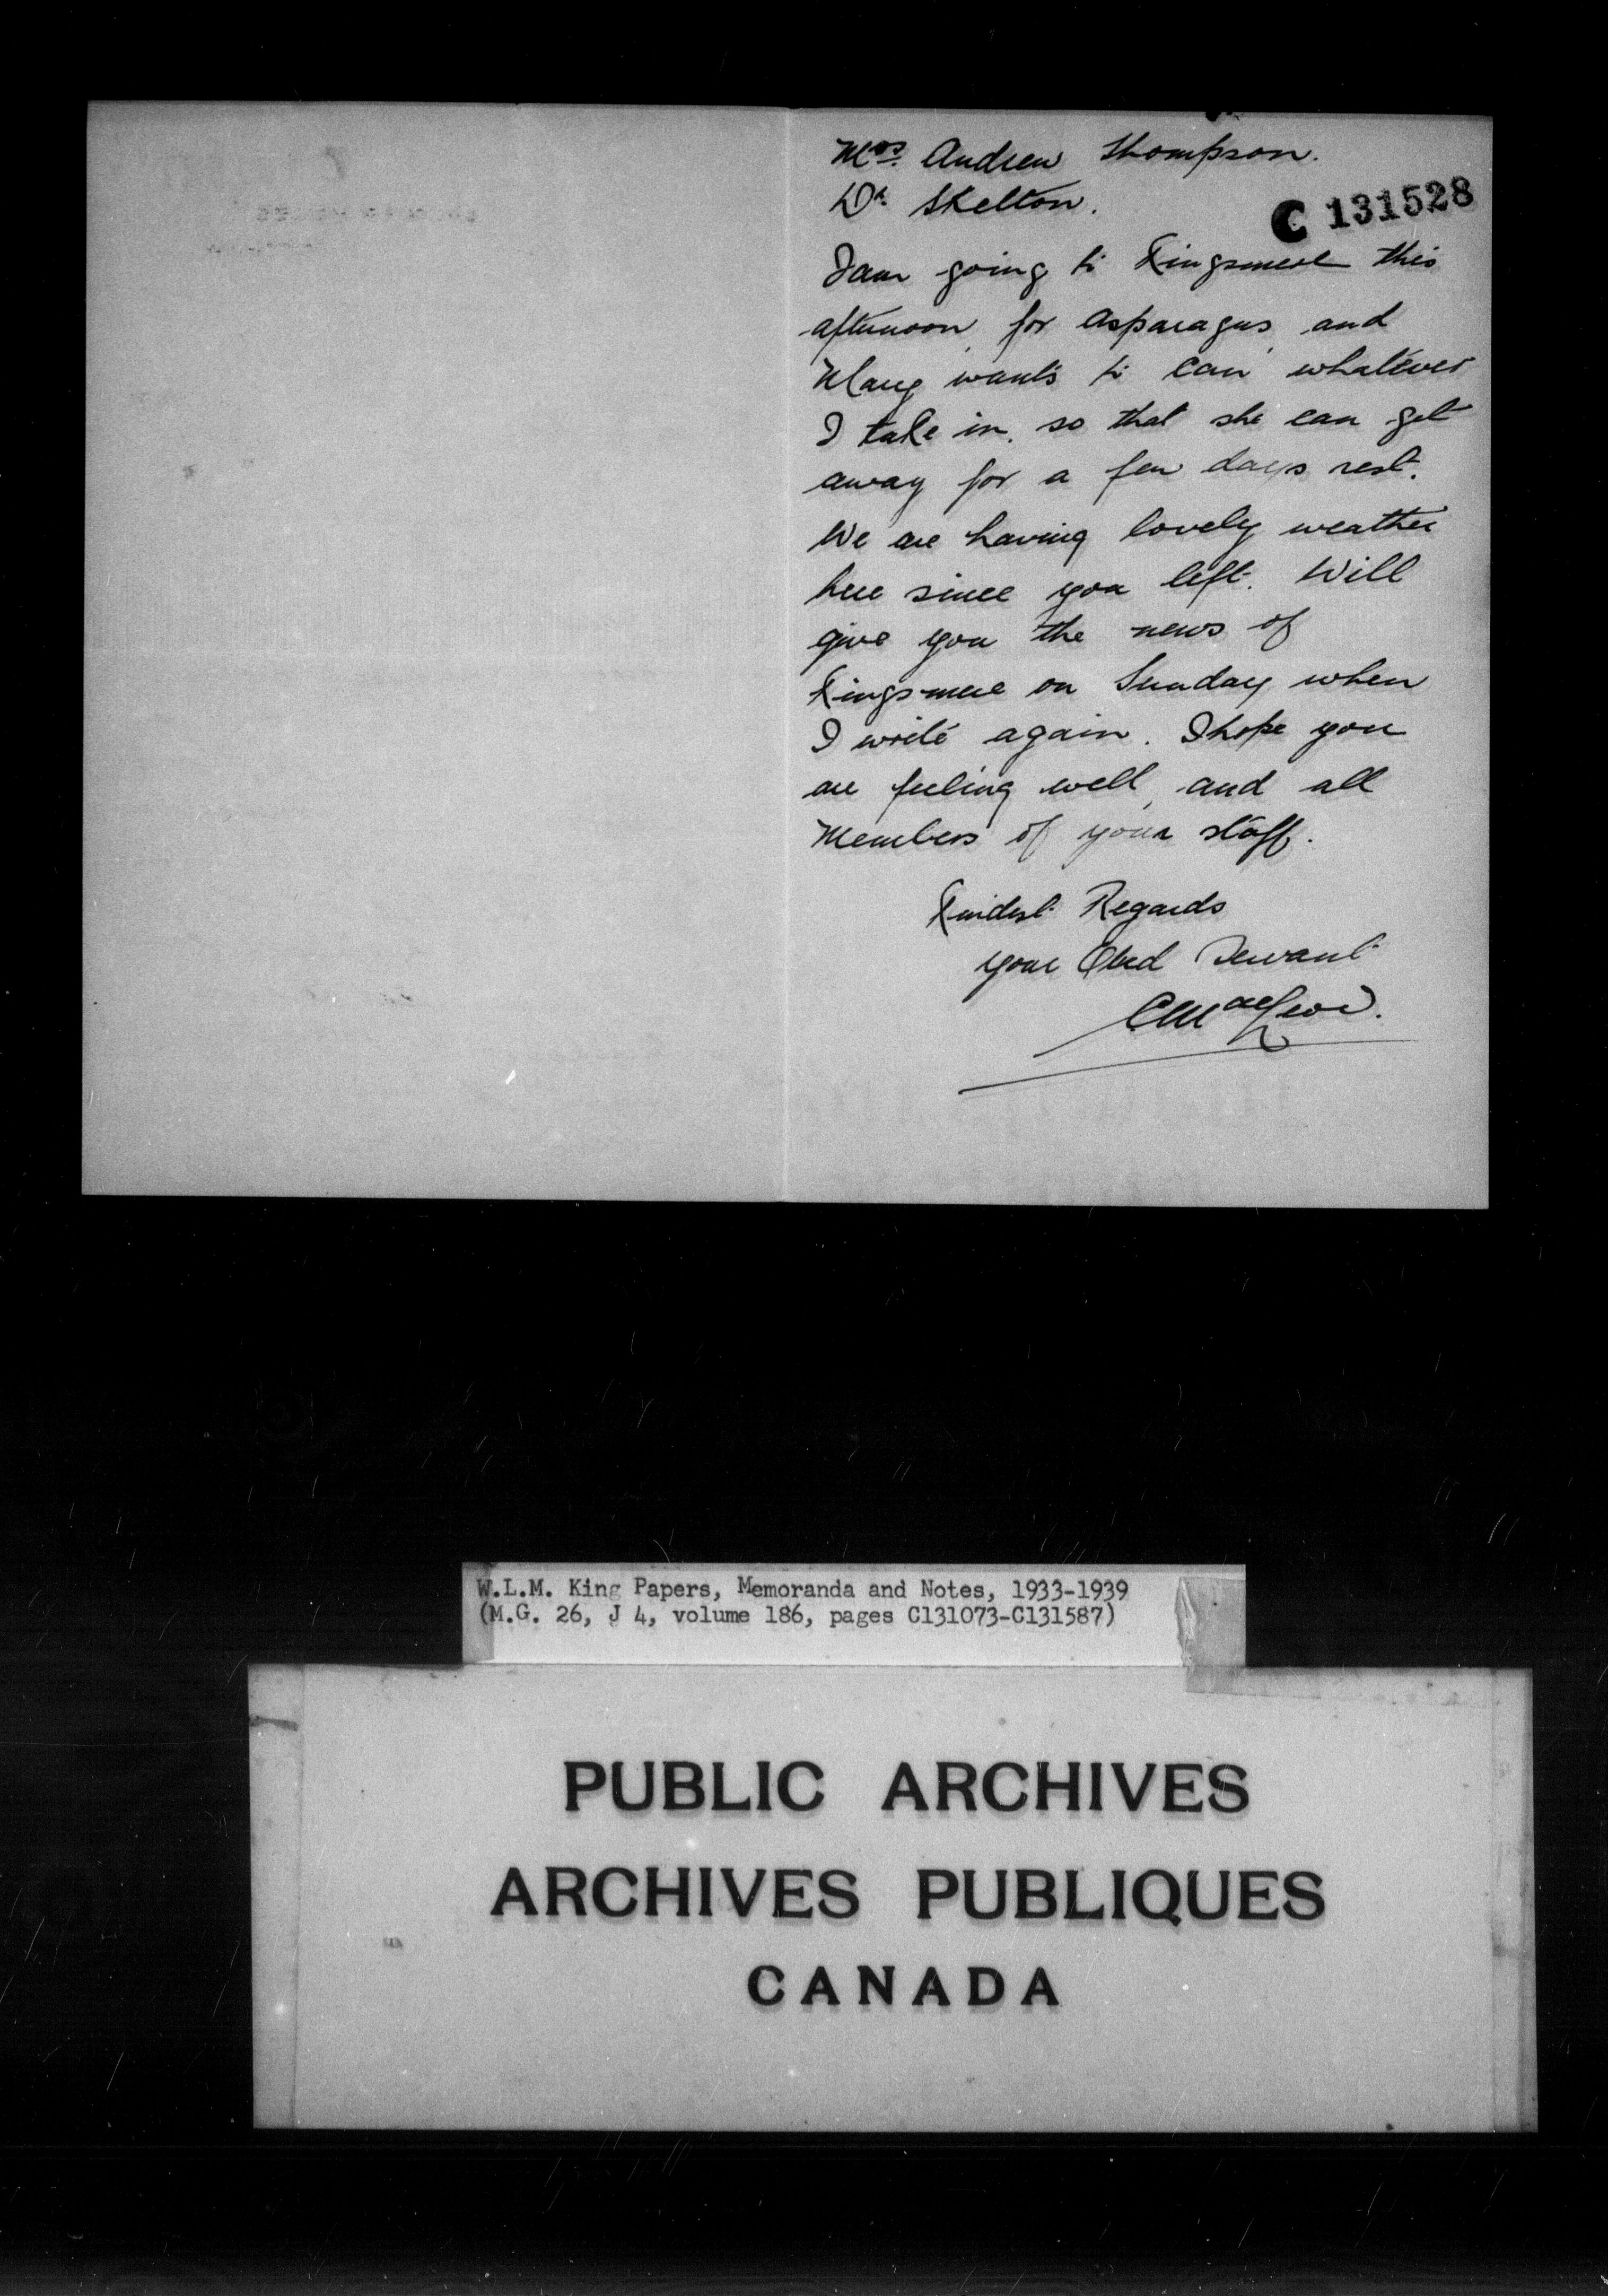 Mrs. Andrew Thompson.
Dr. Skelton.
C 131528
I am going to Kingsmere this
afternoon, for asparagus, and
Mary wants to can whatever
I take in, so that she can get
away for a few days rest.
We are having lovely weather
here since you left. Will
give you the news of
Kingsmere on Sunday when
I write again. I hope you
are feeling well, and all
Members of your staff.
Kindest Regards
your Obed Servant
W.L.M. King Papers, Memoranda and Notes, 1933-1939
(M.G. 26, J 4, volume 186, pages C131073-C131587)
PUBLIC ARCHIVES
ARCHIVES PUBLIQUES
CANADA